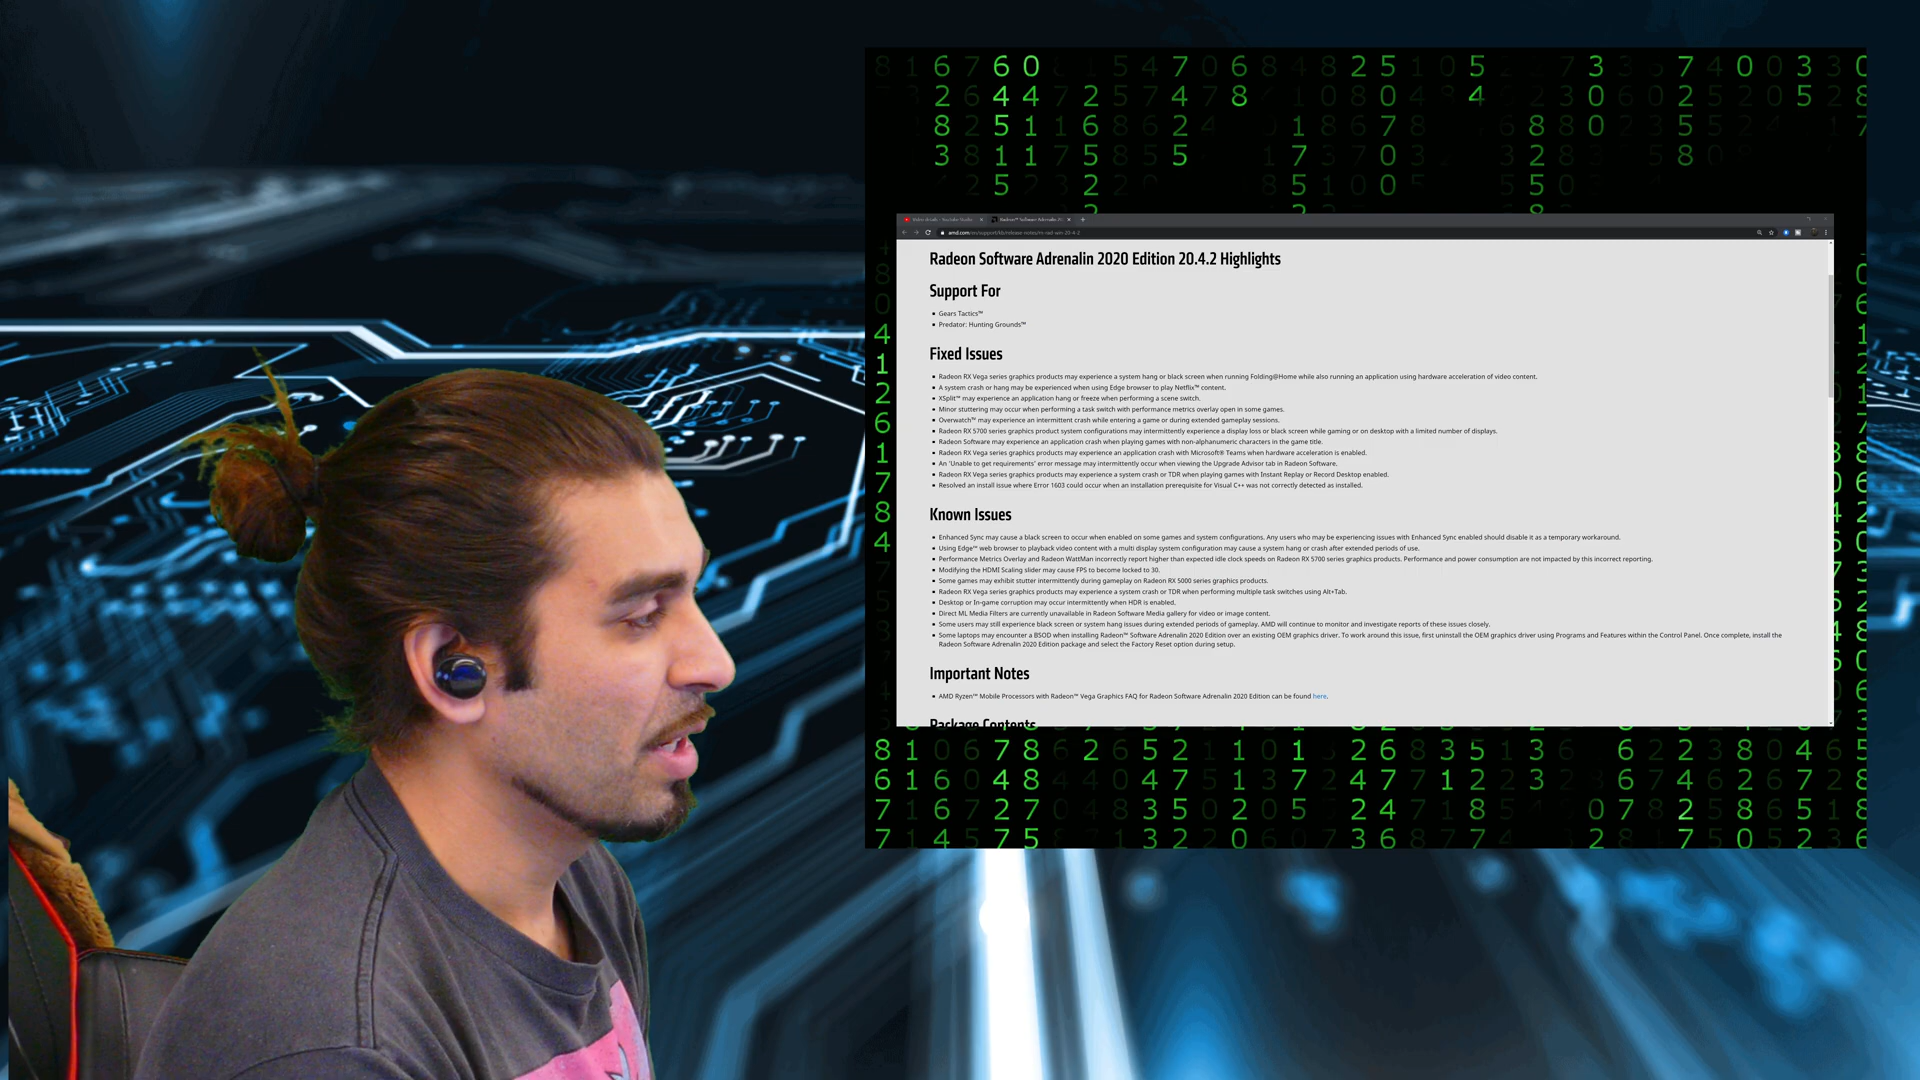 Video details - YouTube Studio
Radeon™ Software Adrenalin 20
amd.com/en/support/kb/release-notes/rn-rad-win-20-4-2
Radeon Software Adrenalin 2020 Edition 20.4.2 Highlights
Support For
Gears Tactics™
Predator: Hunting Grounds™
Fixed Issues
Radeon RX Vega series graphics products may experience a system hang or black screen when running Folding@Home while also running an application using hardware acceleration of video content.
A system crash or hang may be experienced when using Edge browser to play Netflix™ content.
XSplit™ may experience an application hang or freeze when performing a scene switch.
Minor stuttering may occur when performing a task switch with performance metrics overlay open in some games.
Overwatch™ may experience an intermittent crash while entering a game or during extended gameplay sessions.
Radeon RX 5700 series graphics product system configurations may intermittently experience a display loss or black screen while gaming or on desktop with a limited number of displays.
Radeon Software may experience an application crash when playing games with non-alphanumeric characters in the game title.
Radeon RX Vega series graphics products may experience an application crash with Microsoft® Teams when hardware acceleration is enabled.
An 'Unable to get requirements' error message may intermittently occur when viewing the Upgrade Advisor tab in Radeon Software.
Radeon RX Vega series graphics products may experience a system crash or TDR when playing games with Instant Replay or Record Desktop enabled.
Resolved an install issue where Error 1603 could occur when an installation prerequisite for Visual C++ was not correctly detected as installed.
Known Issues
Enhanced Sync may cause a black screen to occur when enabled on some games and system configurations. Any users who may be experiencing issues with Enhanced Sync enabled should disable it as a temporary workaround.
Using Edge™ web browser to playback video content with a multi display system configuration may cause a system hang or crash after extended periods of use.
Performance Metrics Overlay and Radeon WattMan incorrectly report higher than expected idle clock speeds on Radeon RX 5700 series graphics products. Performance and power consumption are not impacted by this incorrect reporting.
Modifying the HDMI Scaling slider may cause FPS to become locked to 30.
Some games may exhibit stutter intermittently during gameplay on Radeon RX 5000 series graphics products.
Radeon RX Vega series graphics products may experience a system crash or TDR when performing multiple task switches using Alt+Tab.
Desktop or In-game corruption may occur intermittently when HDR is enabled.
Direct ML Media Filters are currently unavailable in Radeon Software Media gallery for video or image content.
Some users may still experience black screen or system hang issues during extended periods of gameplay. AMD will continue to monitor and investigate reports of these issues closely.
Some laptops may encounter a BSOD when installing Radeon™ Software Adrenalin 2020 Edition over an existing OEM graphics driver. To work around this issue, first uninstall the OEM graphics driver using Programs and Features within the Control Panel. Once complete, install the
Radeon Software Adrenalin 2020 Edition package and select the Factory Reset option during setup.
Important Notes
AMD Ryzen™ Mobile Processors with Radeon™ Vega Graphics FAQ for Radeon Software Adrenalin 2020 Edition can be found here.
Package Contents